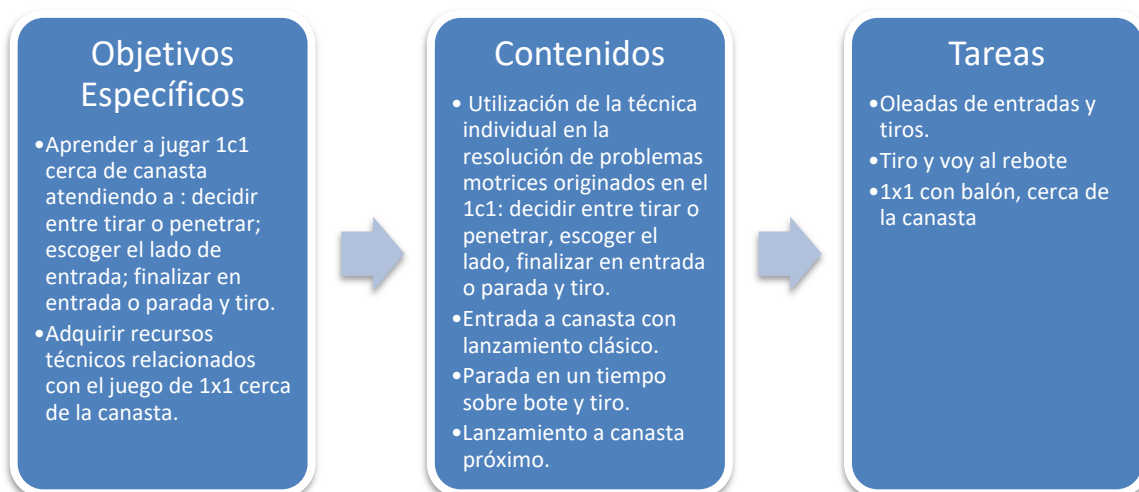 Objetivos
Específicos
•Aprender a jugar 1c1
cerca de canasta
atendiendo a : decidir
entre tirar o penetrar;
escoger el lado de
entrada; finalizar en
entrada o parada y tiro.
•Adquirir recursos
técnicos relacionados
con el juego de 1x1 cerca
de la canasta.
Contenidos
• Utilización de la técnica
individual en la
resolución de problemas
motrices originados en el
1c1: decidir entre tirar o
penetrar, escoger el
lado, finalizar en entrada
o parada y tiro.
•Entrada a canasta con
lanzamiento clásico.
•Parada en un tiempo
sobre bote y tiro.
•Lanzamiento a canasta
próximo.
Tareas
•Oleadas de entradas y
tiros.
•Tiro y voy al rebote
•1x1 con balón, cerca de
la canasta